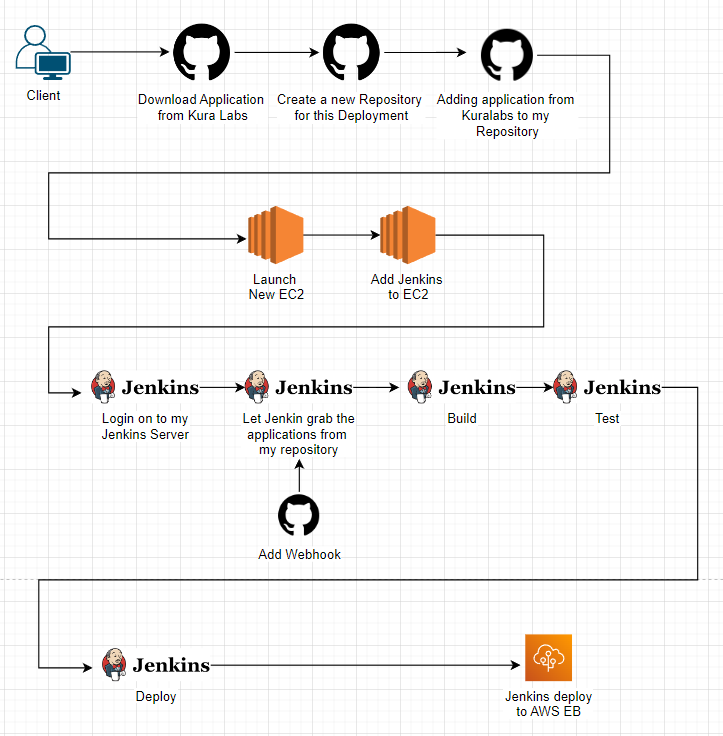 Client
Download Application
from Kura Labs
Create a new Repository
for this Deployment
Adding application from
Kuralabs to my
Repository
Launch
New EC2
Add Jenkins
to EC2
Jenkins
Login on to my
Jenkins Server
Jenkins
Let Jenkin grab the
applications from
my repository
Jenkins
Build
Jenkins
Test
Add Webhook
Jenkins
Deploy
Jenkins deploy
to AWS EB